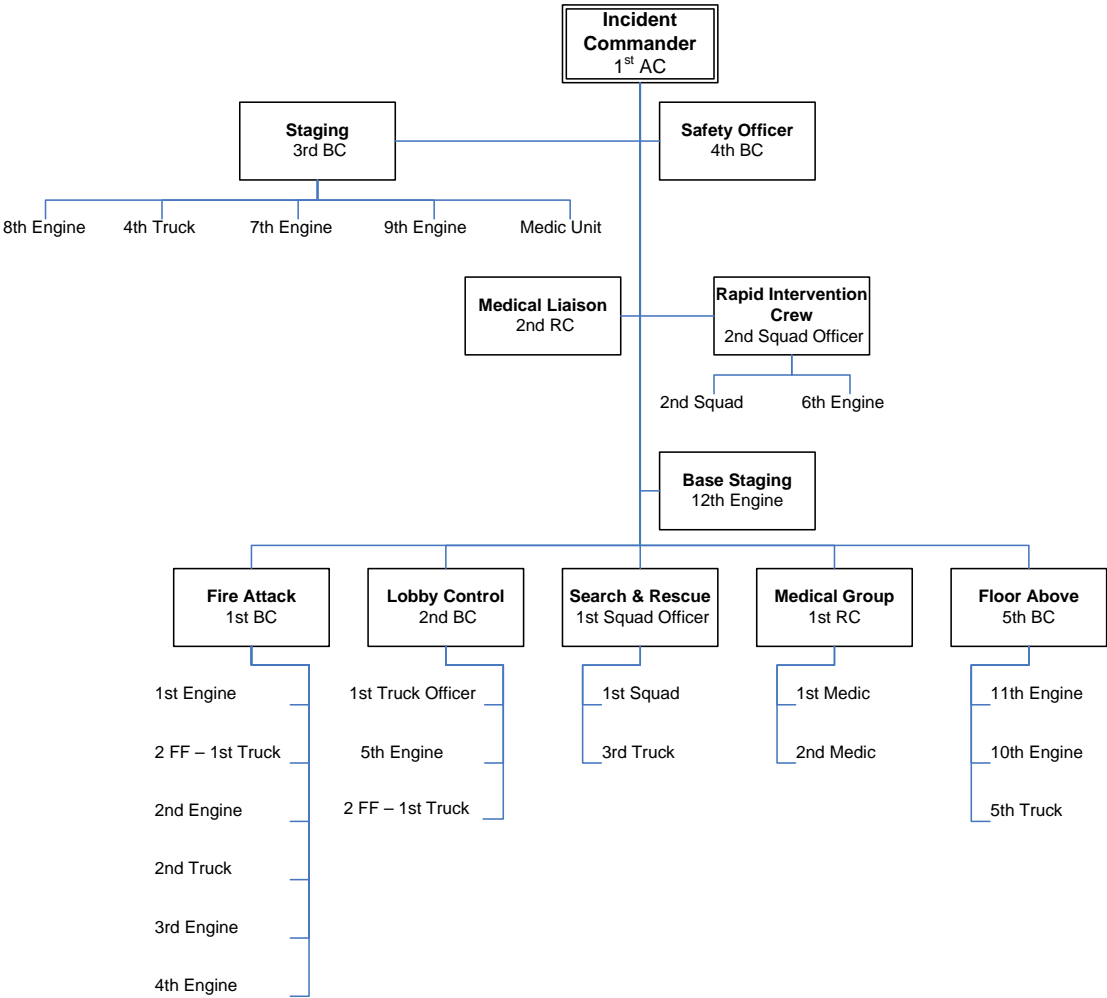 Incident
Commander
1st AC
Staging
3rd BC
Safety Officer
4th BC
8th Engine
4th Truck
7th Engine
9th Engine
Medic Unit
Medical Liaison
2nd RC
Rapid Intervention
Crew
2nd Squad Officer
2nd Squad
6th Engine
Base Staging
12th Engine
Fire Attack
1st BC
Lobby Control
2nd BC
Search & Rescue
1st Squad Officer
Medical Group
1st RC
Floor Above
5th BC
1st Engine
2 FF – 1st Truck
2nd Engine
2nd Truck
3rd Engine
4th Engine
1st Truck Officer
5th Engine
2 FF – 1st Truck
1st Squad
3rd Truck
1st Medic
2nd Medic
11th Engine
10th Engine
5th Truck